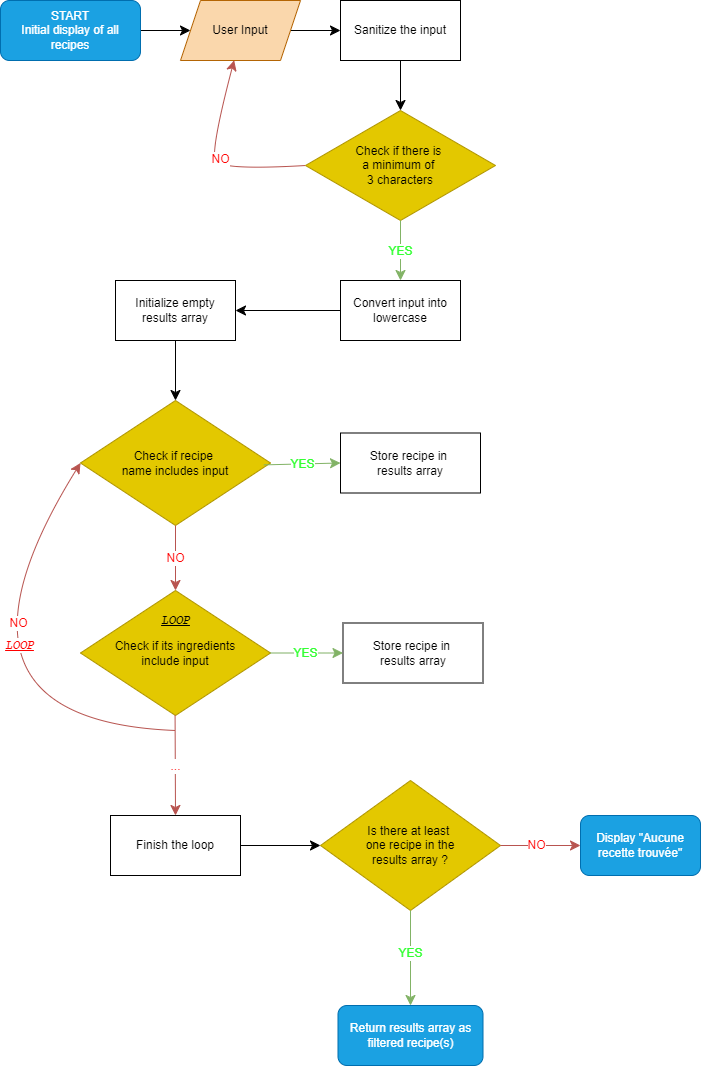 START
Initial display of all
recipes
User Input
Sanitize the input
Check if there is
a minimum of
3 characters
NO
YES
Initialize empty
results array
Convert input into
lowercase
Check if recipe
name includes input
YES
Store recipe in
results array
NO
LOOP
Check if its ingredients
include input
YES
Store recipe in
results array
NO
LOOP
...
Finish the loop
Is there at least
one recipe in the
results array ?
NO
Display "Aucune
recette trouvée"
YES
Return results array as
filtered recipe(s)